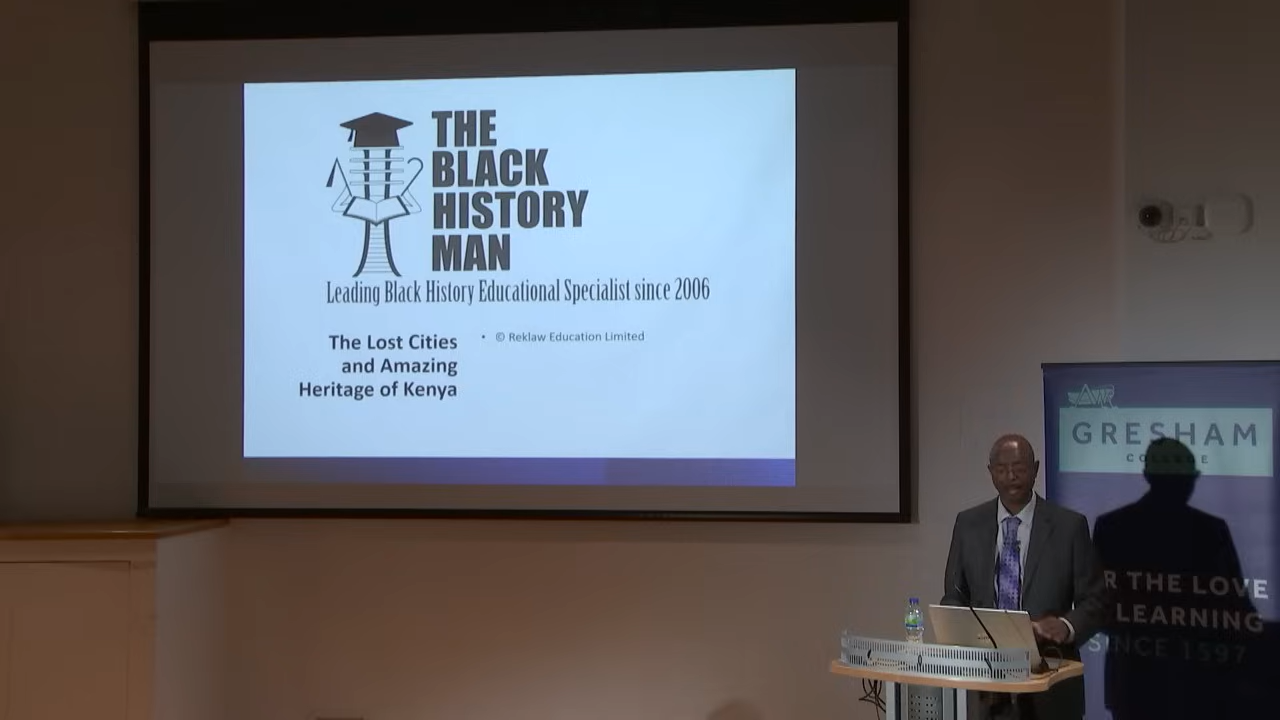 THE
BLACK
HISTORY
MAN
Leading Black History Educational Specialist since 2006
The Lost Cities
and Amazing
Heritage of Kenya
• © Reklaw Education Limited
GRESHAM
COLLEGE
R THE LOVE
LEARNING
SINCE 1597